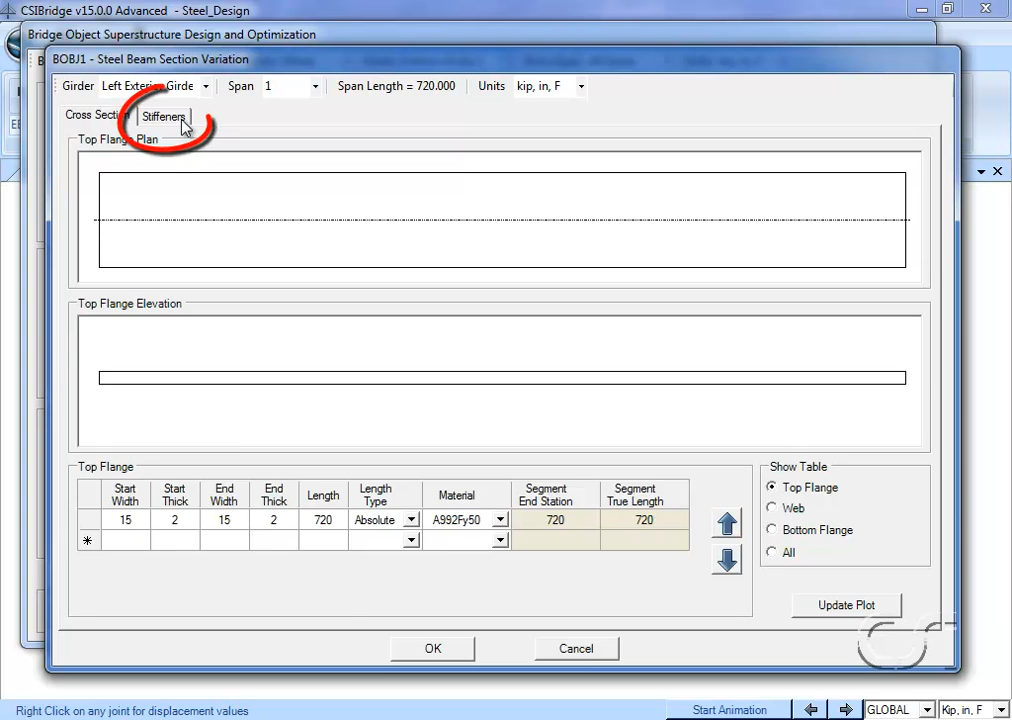 CSiBridge v15.0.0 Advanced - Steel_Design
Bridge Object Superstructure Design and Optimization
BOBJ1 - Steel Beam Section Variation
Girder Left Exterior Girde Span 1 Span Length = 720.000 Units kip, in, F
Cross Section Stiffeners
Top Flange Plan
Top Flange Elevation
Top Flange
Start Width Start Thick End Width End Thick Length Length Type Material Segment End Station Segment True Length
15 2 15 2 720 Absolute A992Fy50 720 720
*
Show Table
Top Flange
Web
Bottom Flange
All
Update Plot
OK Cancel
Right Click on any joint for displacement values Start Animation GLOBAL Kip, in, F